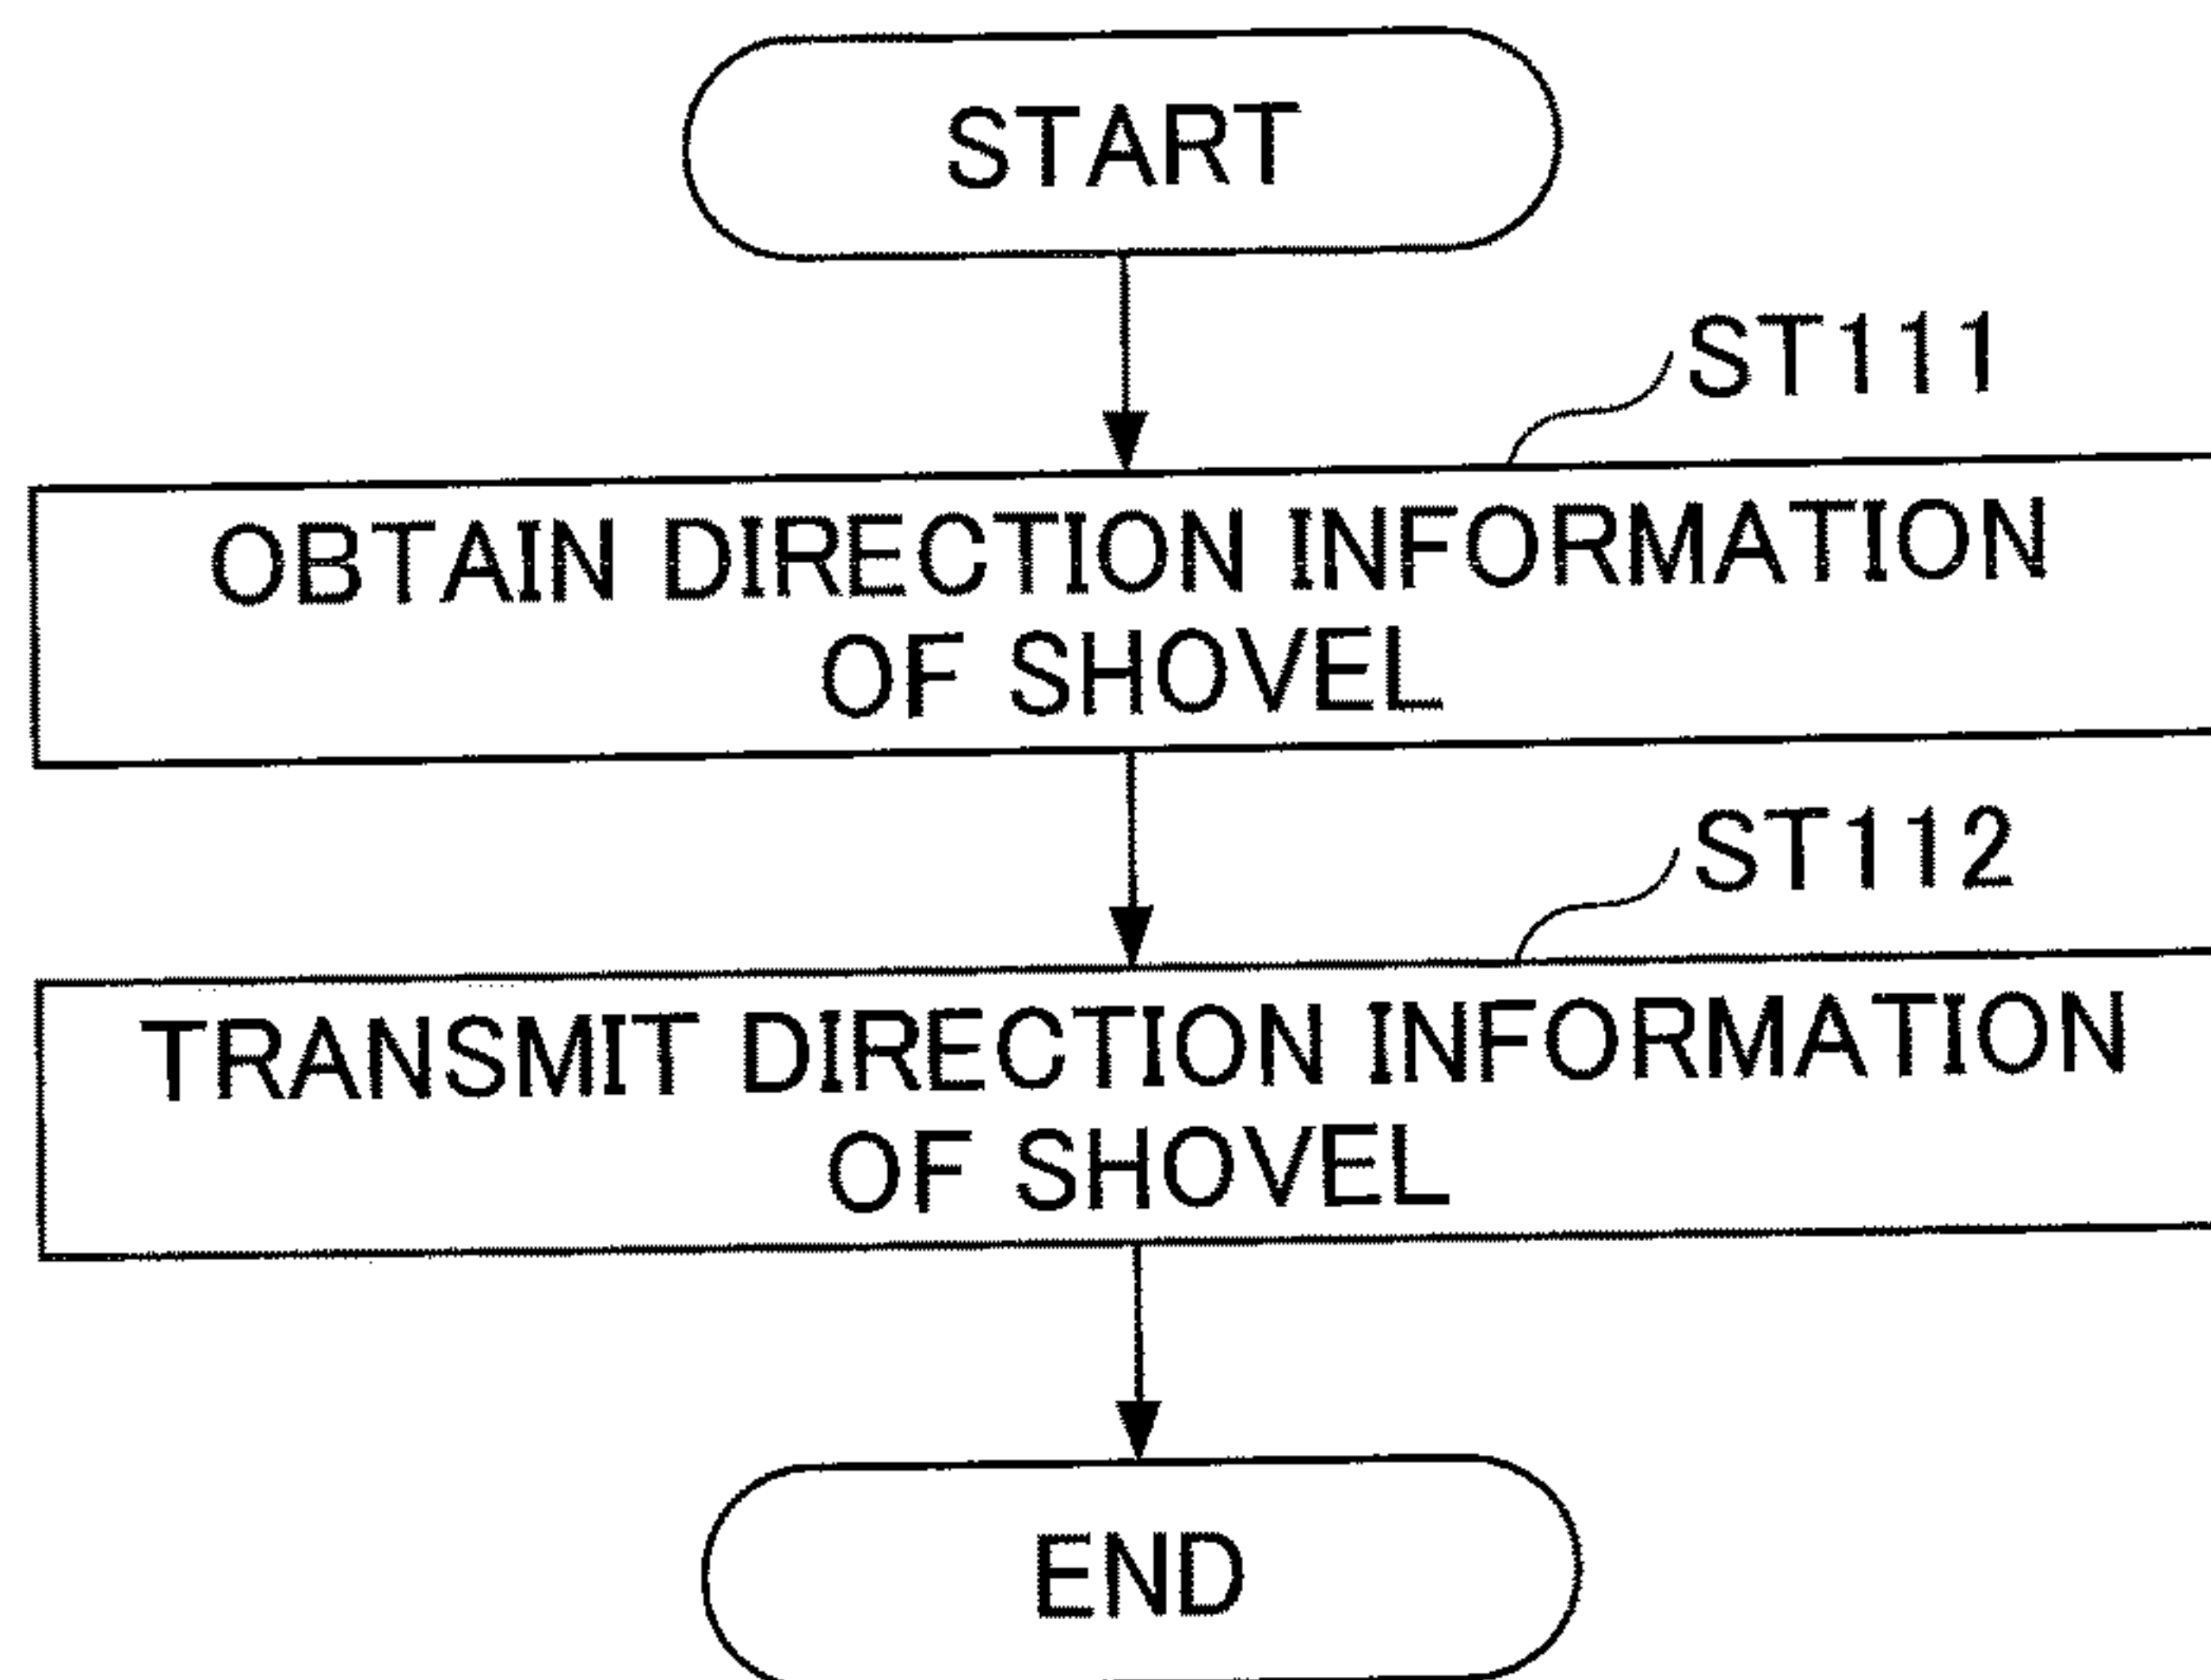 START
ST111
OBTAIN DIRECTION INFORMATION
OF SHOVEL
ST112
TRANSMIT DIRECTION INFORMATION
OF SHOVEL
END